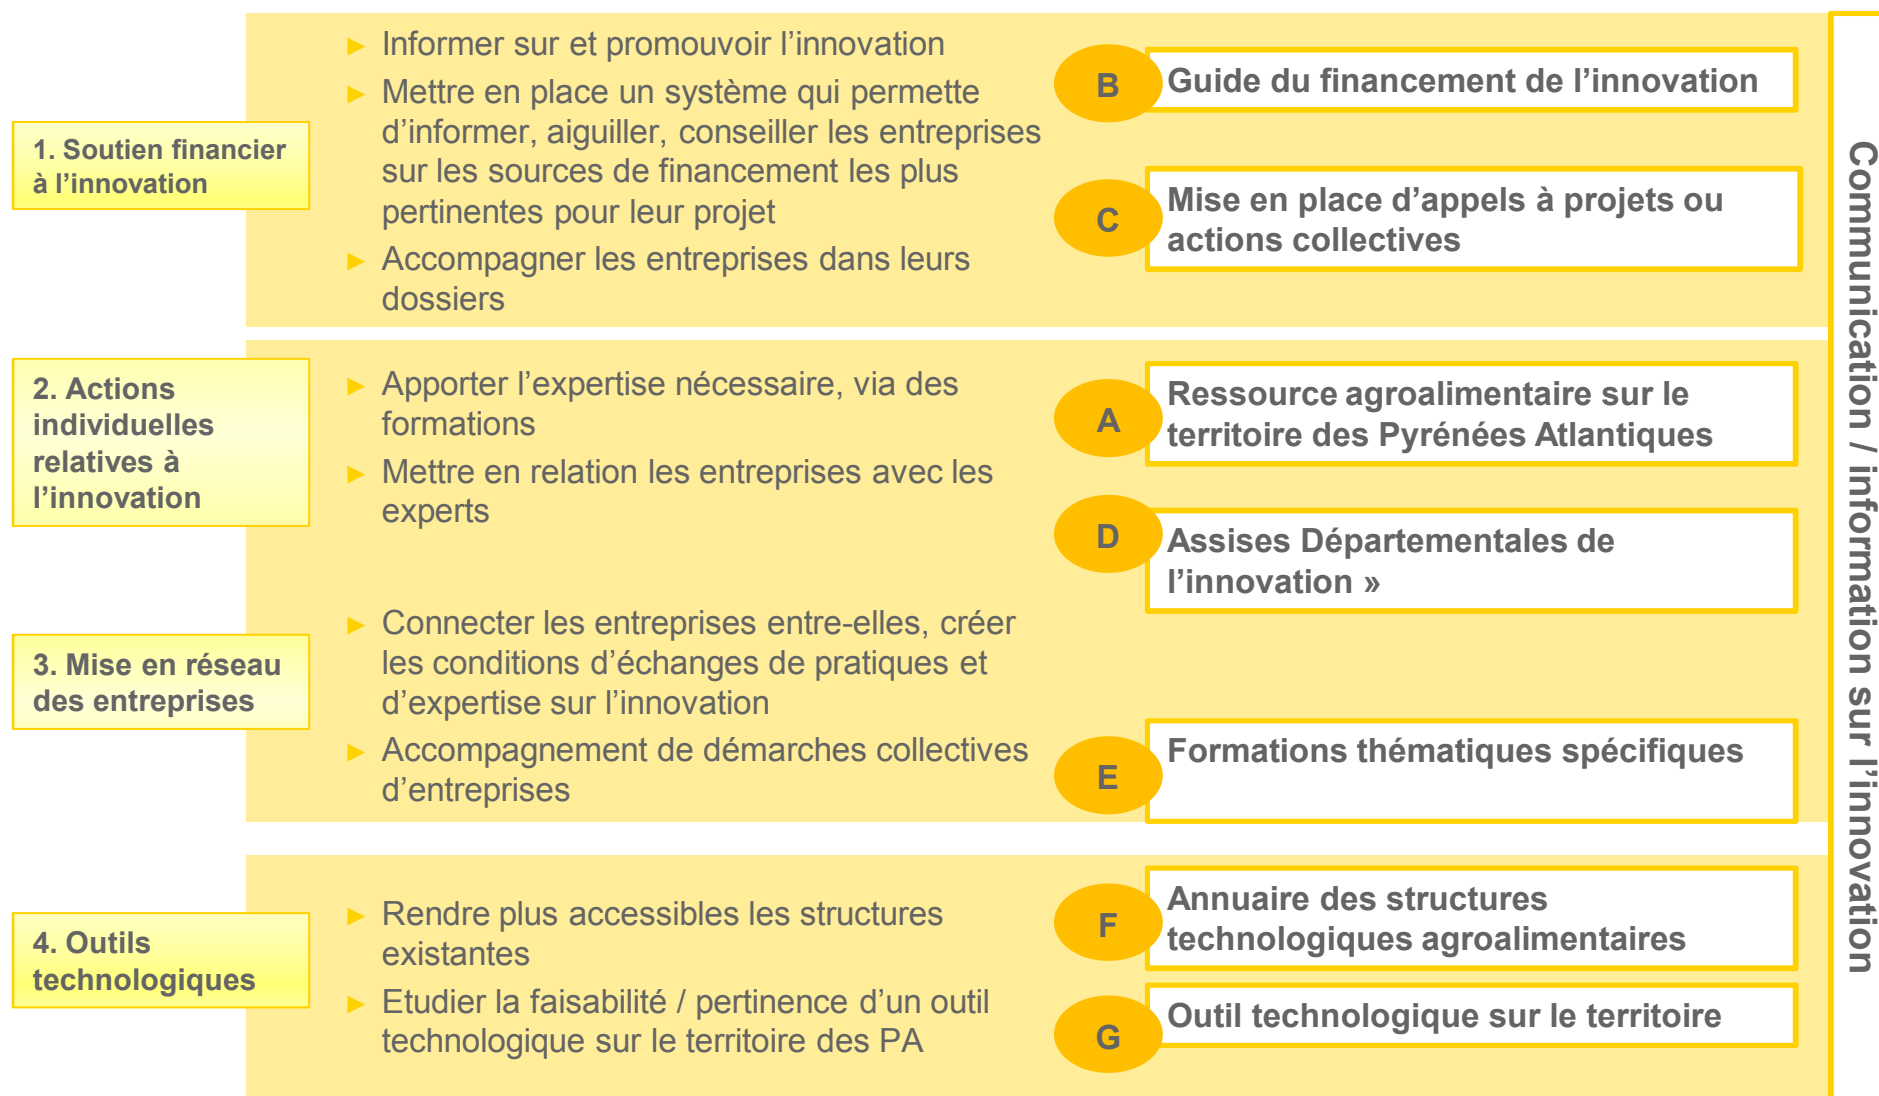 1. Soutien financier
à l’innovation
► Informer sur et promouvoir l’innovation
► Mettre en place un système qui permette
d’informer, aiguiller, conseiller les entreprises
sur les sources de financement les plus
pertinentes pour leur projet
► Accompagner les entreprises dans leurs
dossiers
B
Guide du financement de l’innovation
C
Mise en place d’appels à projets ou
actions collectives
2. Actions
individuelles
relatives à
l’innovation
► Apporter l’expertise nécessaire, via des
formations
► Mettre en relation les entreprises avec les
experts
A
Ressource agroalimentaire sur le
territoire des Pyrénées Atlantiques
D
Assises Départementales de
l’innovation »
3. Mise en réseau
des entreprises
► Connecter les entreprises entre-elles, créer
les conditions d’échanges de pratiques et
d’expertise sur l’innovation
► Accompagnement de démarches collectives
d’entreprises
E
Formations thématiques spécifiques
4. Outils
technologiques
► Rendre plus accessibles les structures
existantes
► Etudier la faisabilité / pertinence d’un outil
technologique sur le territoire des PA
F
Annuaire des structures
technologiques agroalimentaires
G
Outil technologique sur le territoire
Communication / information sur l’innovation